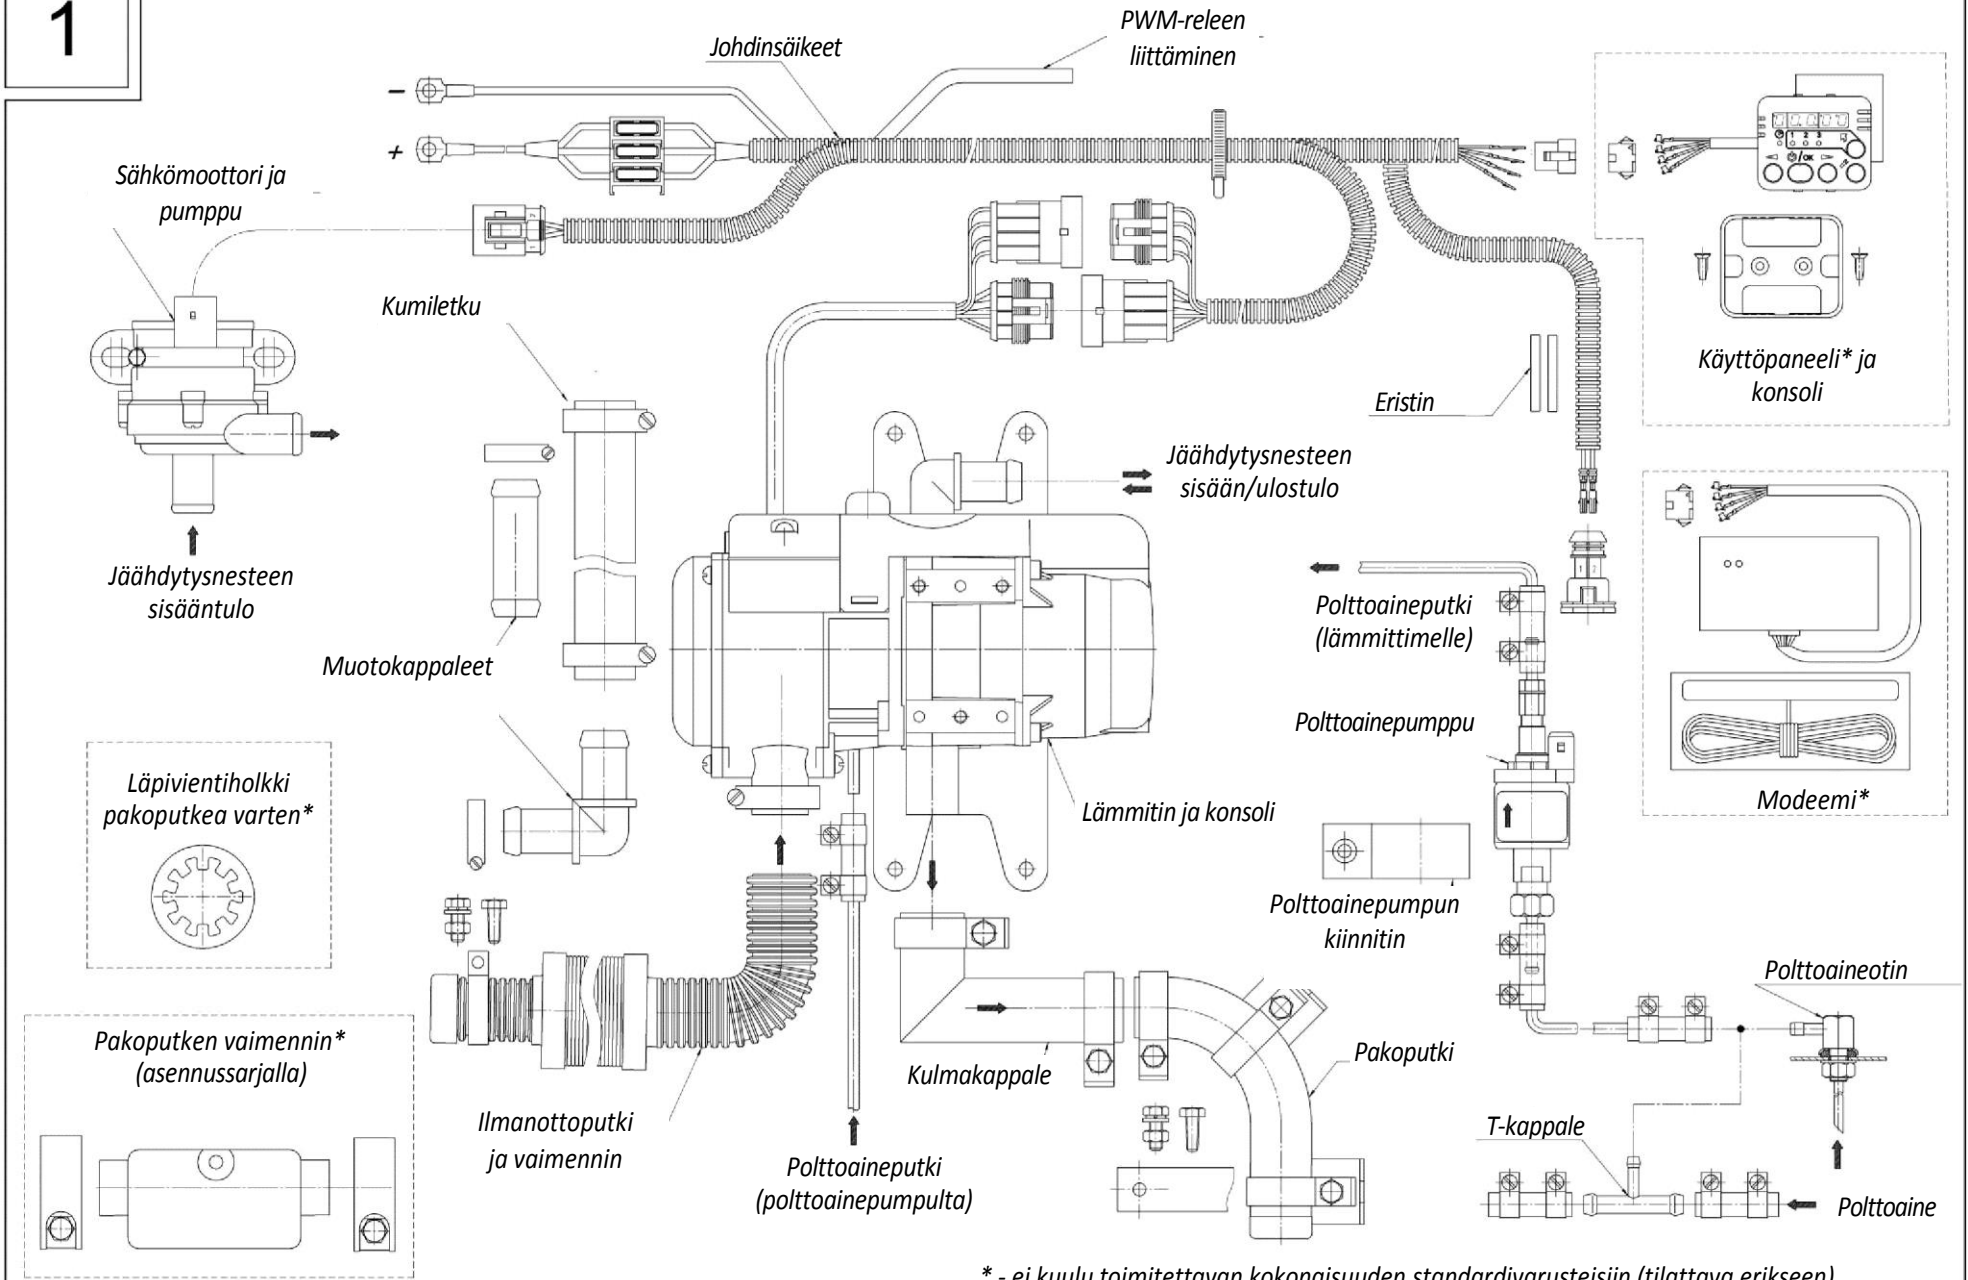 1
PWM-releen
liittäminen
Johdinsäikeet
-
+
Sähkömoottori ja
pumppu
Kumiletku
Käyttöpaneeli* ja
konsoli
Eristin
Jäähdytysnesteen
sisään/ulostulo
Jäähdytysnesteen
sisääntulo
Polttoaineputki
(lämmittimelle)
Muotokappaleet
Polttoainepumppu
Läpivientiholkki
pakoputkea varten*
Lämmitin ja konsoli
Modeemi*
Polttoainepumpun
kiinnitin
Polttoaineotin
Pakoputken vaimennin*
(asennussarjalla)
Kulmakappale
Pakoputki
Ilmanottoputki
ja vaimennin
T-kappale
Polttoaineputki
(polttoainepumpulta)
Polttoaine
* - ei kuulu toimitettavan kokonaisuuden standardivarusteisiin (tilattava erikseen)